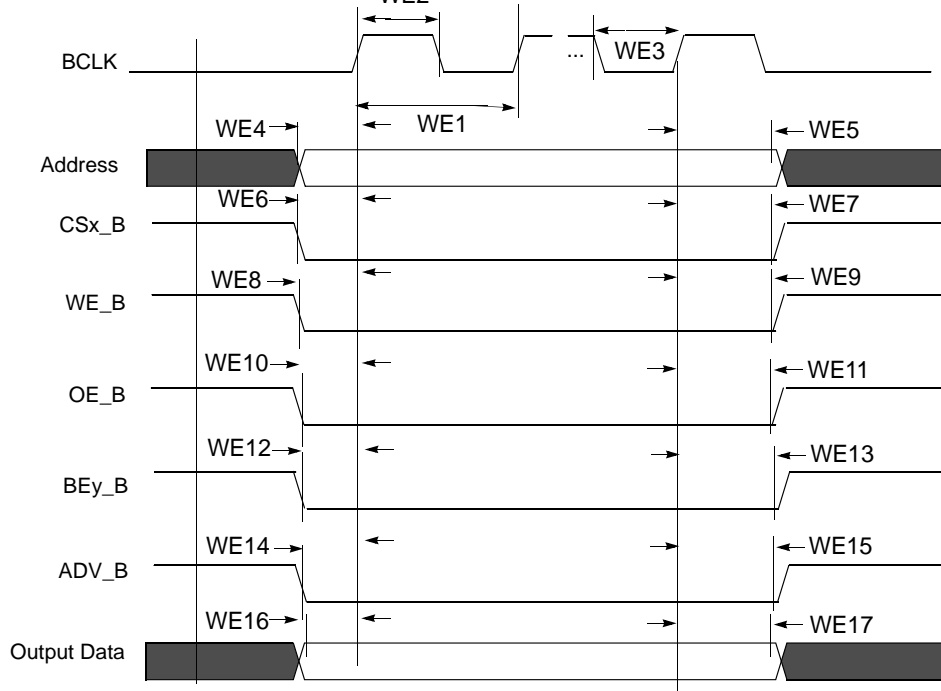 WE2
BCLK
...
WE3
WE1
WE4
WE5
Address
WE6
WE7
CSx_B
WE8
WE9
WE_B
WE10
WE11
OE_B
WE12
WE13
BEy_B
WE14
WE15
ADV_B
WE16
WE17
Output Data